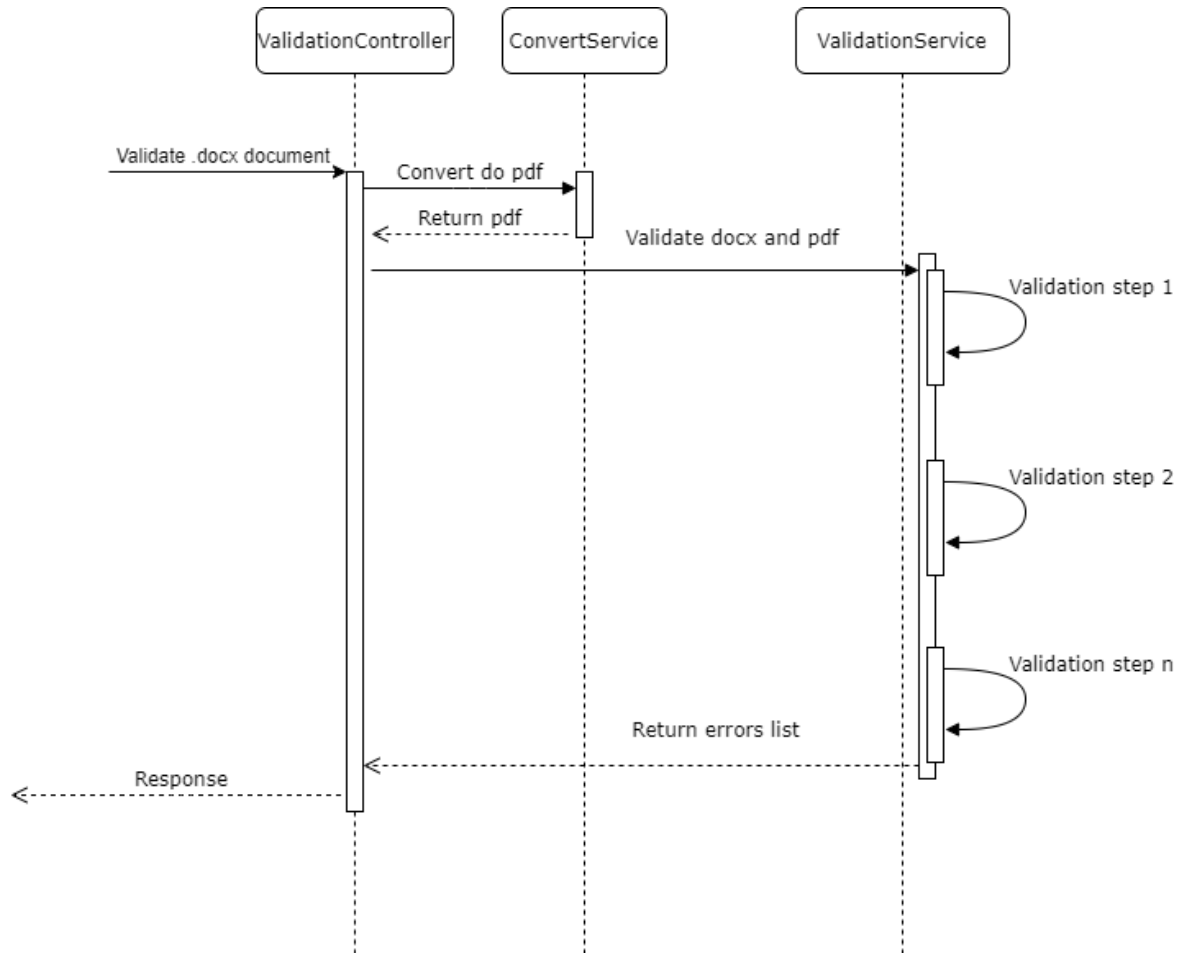 ValidationController
ConvertService
ValidationService
Validate .docx document
Convert do pdf
Return pdf
Validate docx and pdf
Validation step 1
Validation step 2
Validation step n
Return errors list
Response